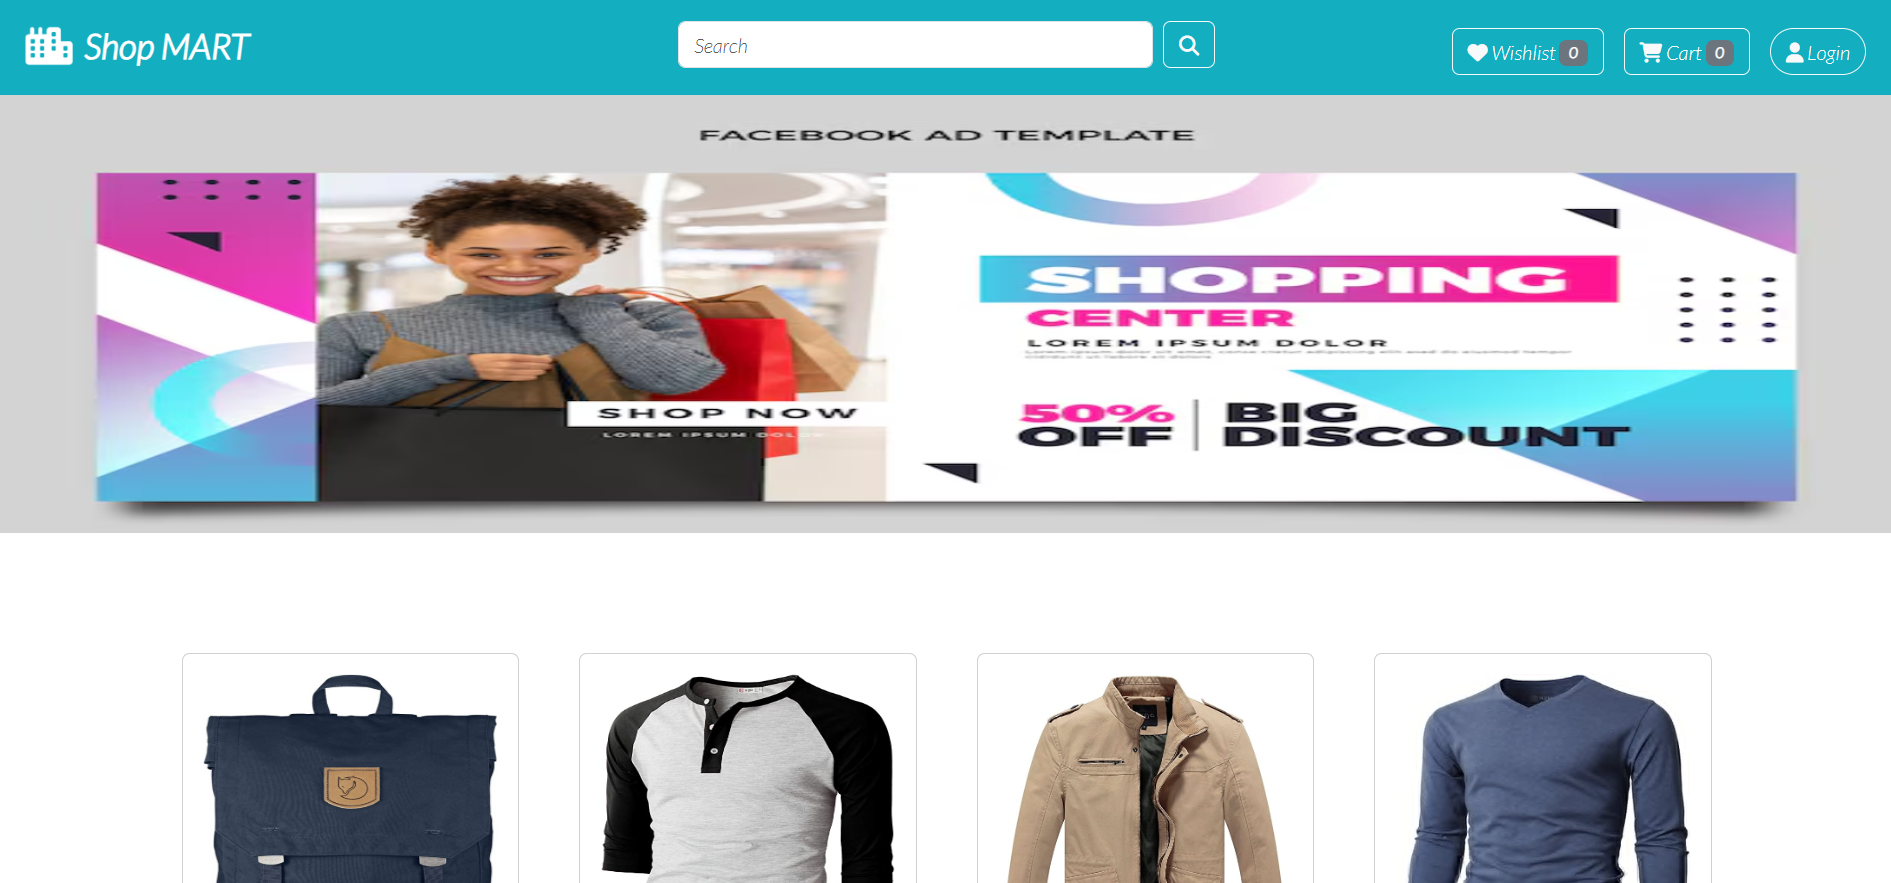 Shop MART
Search
Wishlist 0
Cart 0
Login
FACEBOOK AD TEMPLATE
SHOP NOW
LOREM IPSUM DOLOR
SHOPPING
CENTER
LOREM IPSUM DOLOR
50% OFF
BIG DISCOUNT